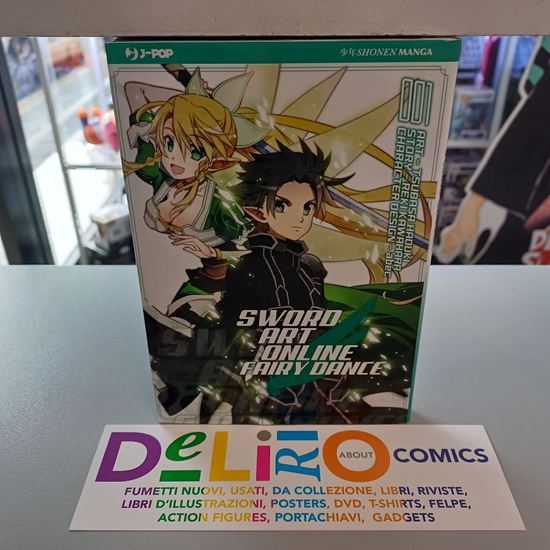 J-POP
少年 SHONEN MANGA
01
ART - TSUBASA HADUKI
STORY - REKI KAWAHARA
CHARACTER DESIGN - abec
SWORD
ART
ONLINE
FAIRY DANCE
DeLiRiO ABOUT COMICS
FUMETTI NUOVI, USATI, DA COLLEZIONE, LIBRI, RIVISTE,
LIBRI D'ILLUSTRAZIONI, POSTERS, DVD, T-SHIRTS, FELPE,
ACTION FIGURES, PORTACHIAVI, GADGETS